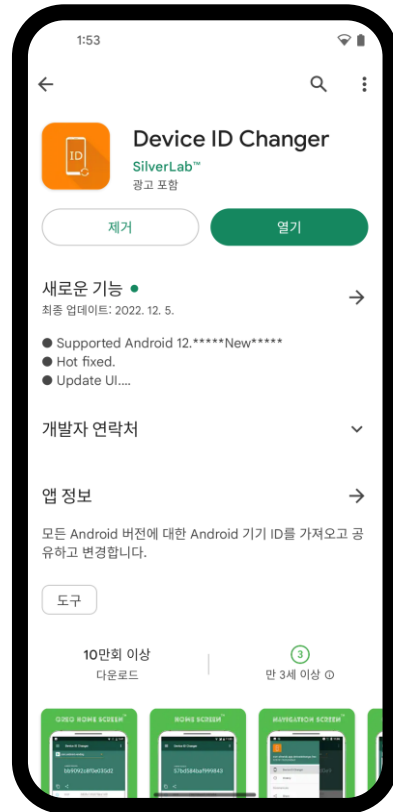 1:53
ID
Device ID Changer
SilverLab™
광고 포함
제거
열기
새로운 기능 ●
최종 업데이트: 2022. 12. 5.
● Supported Android 12.*****New*****
● Hot fixed.
● Update UI....
개발자 연락처
앱 정보
모든 Android 버전에 대한 Android 기기 ID를 가져오고 공
유하고 변경합니다.
도구
10만회 이상
다운로드
3
만 3세 이상
HOME SCREEN
NAVIGATION SCREEN
Device ID Changer
Device ID Changer